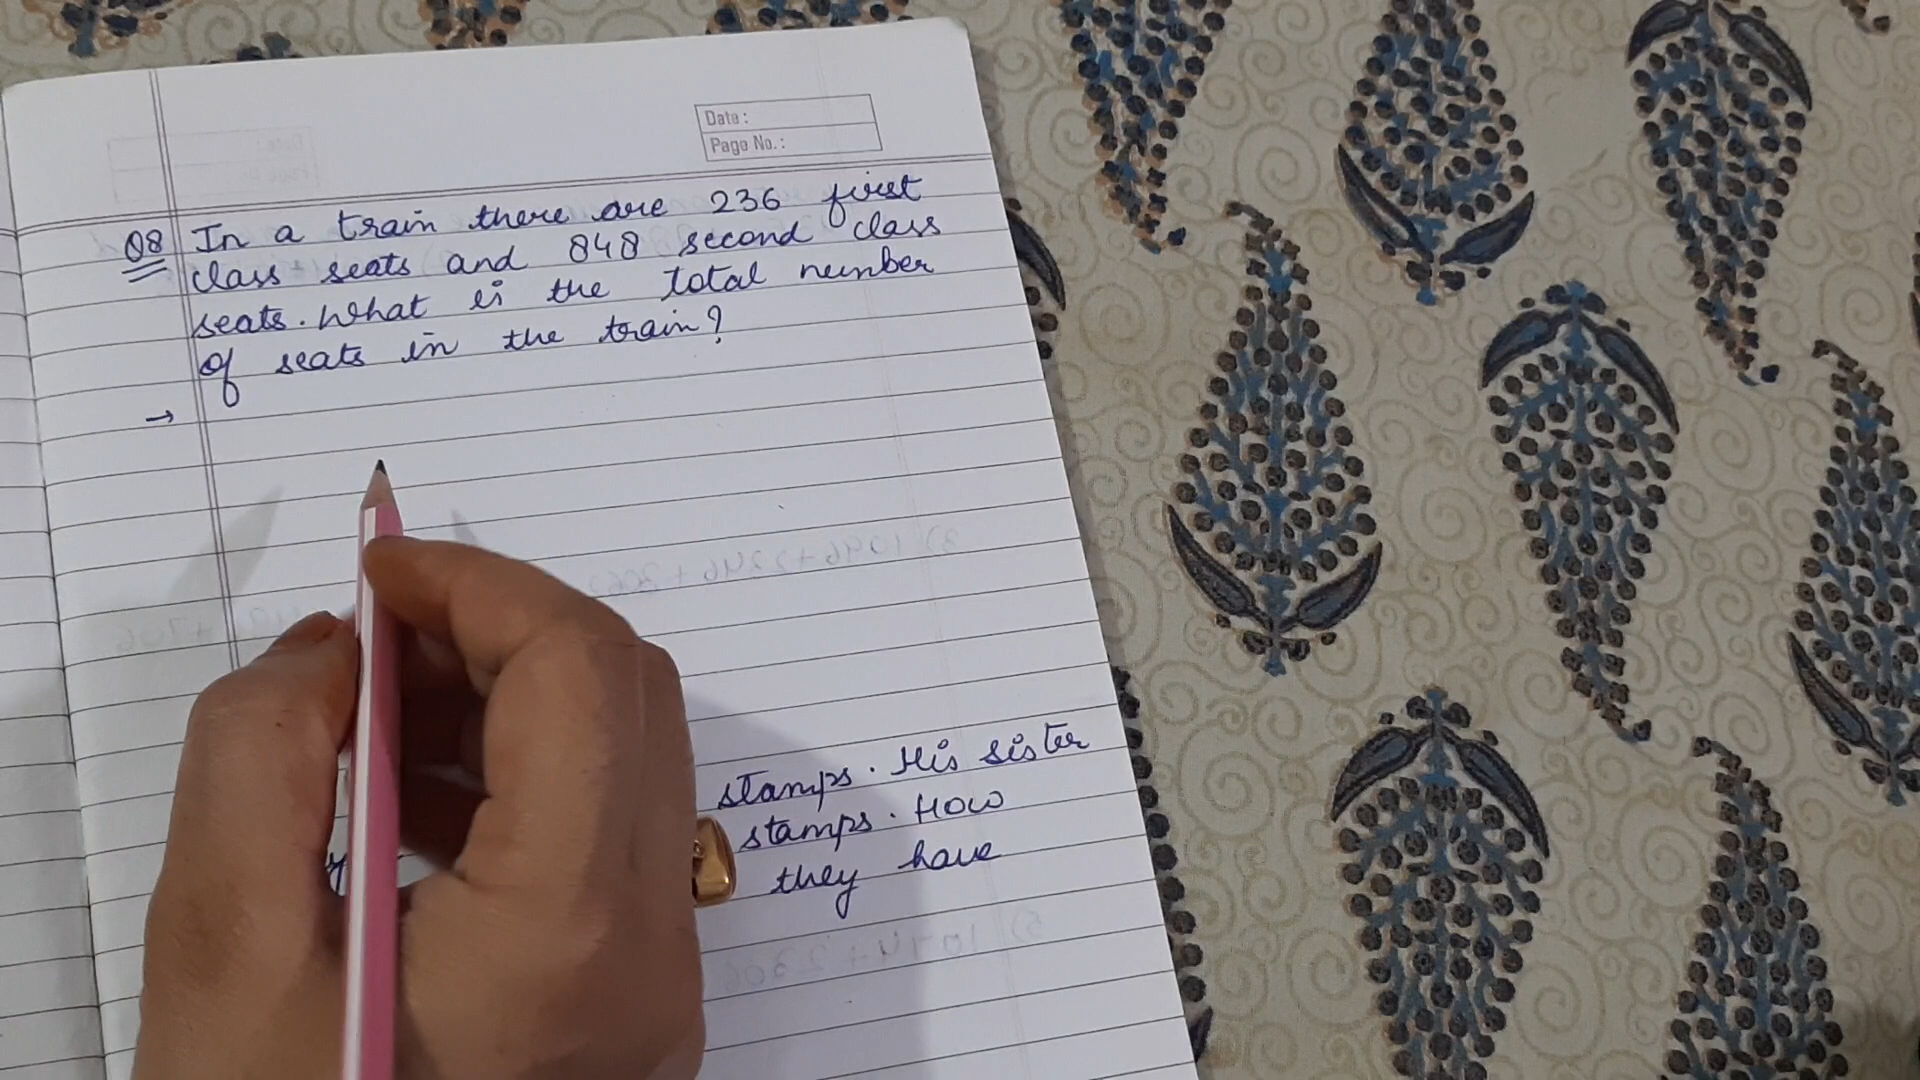 Date:
Page No.:
Q8 In a train there are 236 first
class seats and 848 second class
seats. What is the total number
of seats in the train?
→
stamps. His sister
stamps. How
they have